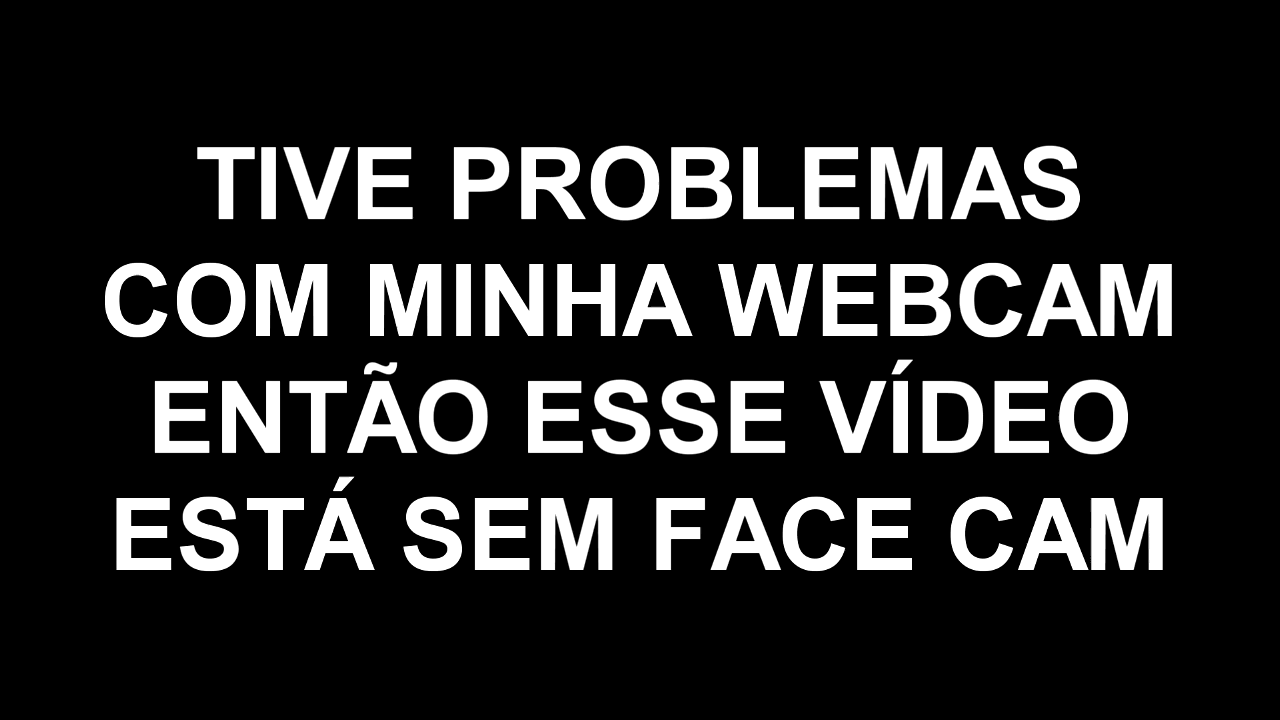 TIVE PROBLEMAS
COM MINHA WEBCAM
ENTÃO ESSE VÍDEO
ESTÁ SEM FACE CAM